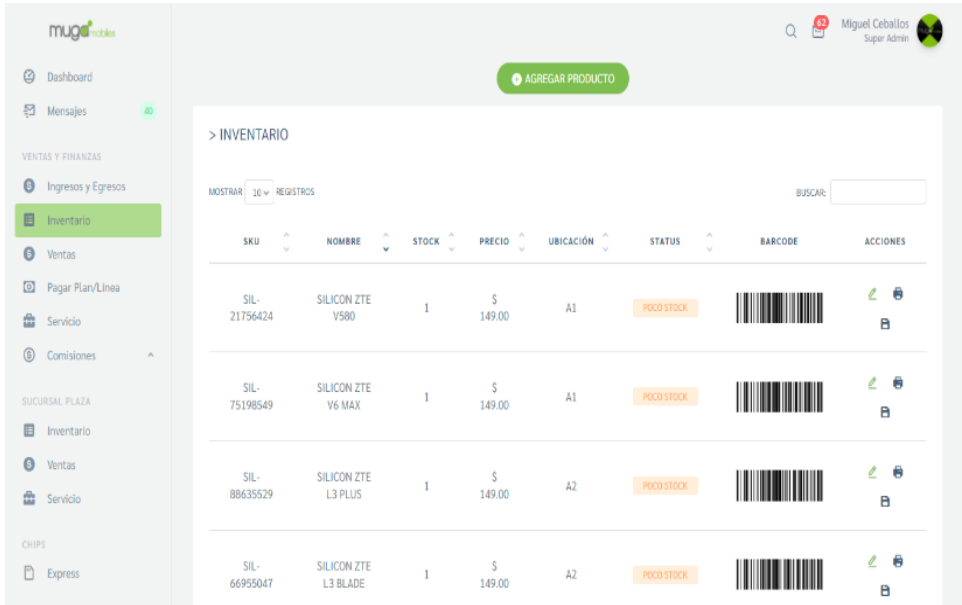 muga mobiles
62
Miguel Ceballos
Super Admin
Dashboard
Mensajes 40
VENTAS Y FINANZAS
Ingresos y Egresos
Inventario
Ventas
Pagar Plan/Línea
Servicio
Comisiones
SUCURSAL PLAZA
Inventario
Ventas
Servicio
CHIPS
Express
AGREGAR PRODUCTO
> INVENTARIO
MOSTRAR 10 REGISTROS
BUSCAR:
SKU NOMBRE STOCK PRECIO UBICACIÓN STATUS BARCODE ACCIONES
SIL- SILICON ZTE $
21756424 V580 1 149.00 A1 POCO STOCK
SIL- SILICON ZTE $
75198549 V6 MAX 1 149.00 A1 POCO STOCK
SIL- SILICON ZTE $
88635529 L3 PLUS 1 149.00 A2 POCO STOCK
SIL- SILICON ZTE $
66955047 L3 BLADE 1 149.00 A2 POCO STOCK